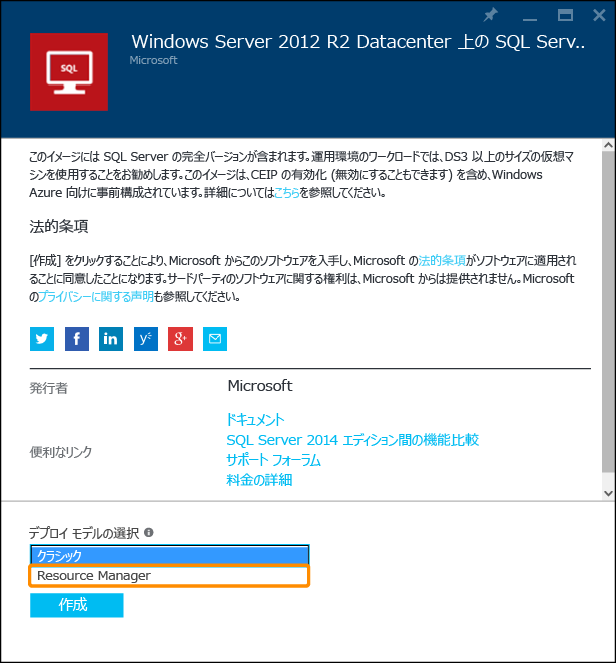 Windows Server 2012 R2 Datacenter 上の SQL Serv..
Microsoft
SQL
このイメージには SQL Server の完全バージョンが含まれます。運用環境のワークロードでは、DS3 以上のサイズの仮想マ
シンを使用することをお勧めします。このイメージは、CEIP の有効化 (無効にすることもできます) を含め、Windows
Azure 向けに事前構成されています。詳細についてはこちらを参照してください。
法的条項
[作成] をクリックすることにより、Microsoft からこのソフトウェアを入手し、Microsoft の法的条項がソフトウェアに適用され
ることに同意したことになります。サードパーティのソフトウェアに関する権利は、Microsoft からは提供されません。Microsoft
のプライバシーに関する声明も参照してください。
f in y g+
発行者 Microsoft
便利なリンク
ドキュメント
SQL Server 2014 エディション間の機能比較
サポート フォーラム
料金の詳細
デプロイ モデルの選択
クラシック
Resource Manager
作成